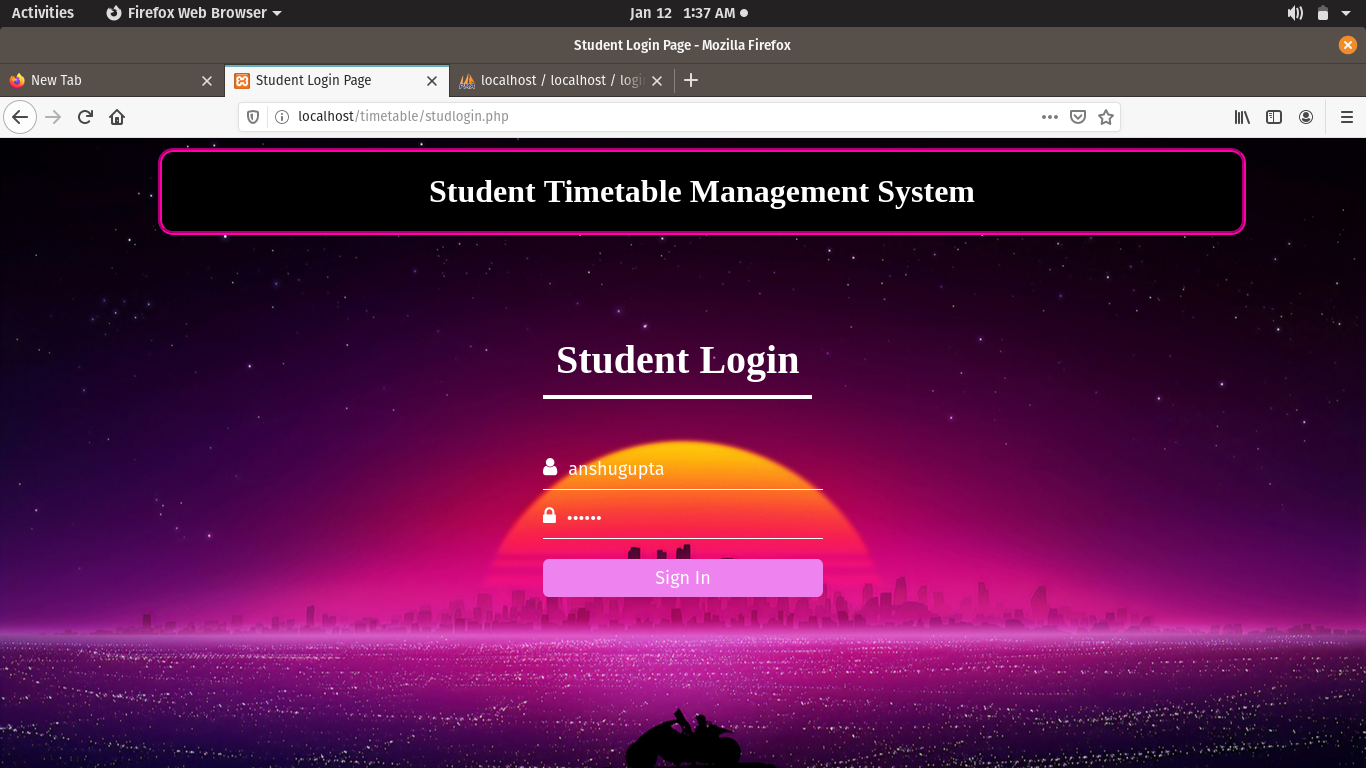 Activities Firefox Web Browser Jan 12 1:37 AM
Student Login Page - Mozilla Firefox
New Tab Student Login Page localhost / localhost / login
localhost/timetable/studlogin.php
Student Timetable Management System
Student Login
anshugupta
••••••
Sign In